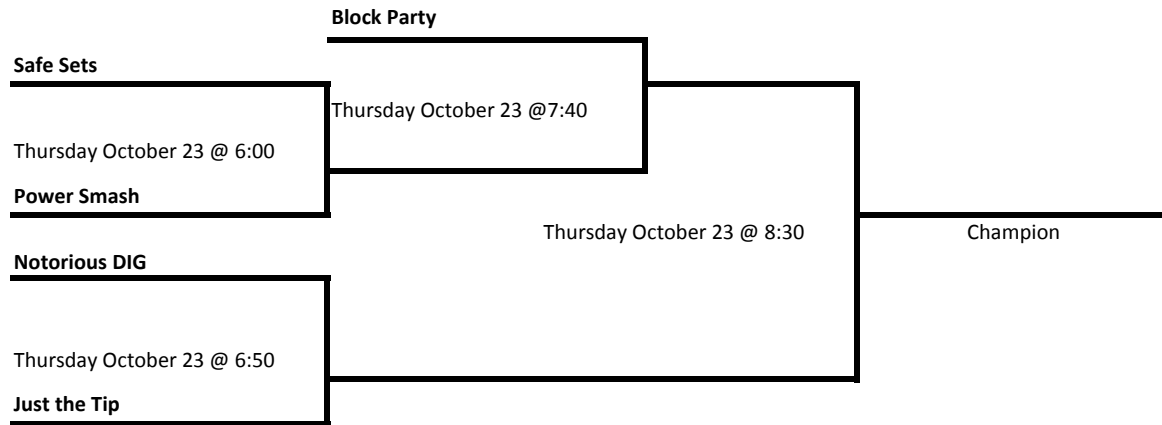 Block Party
Safe Sets
Thursday October 23 @7:40
Thursday October 23 @ 6:00
Power Smash
Thursday October 23 @ 8:30
Champion
Notorious DIG
Thursday October 23 @ 6:50
Just the Tip